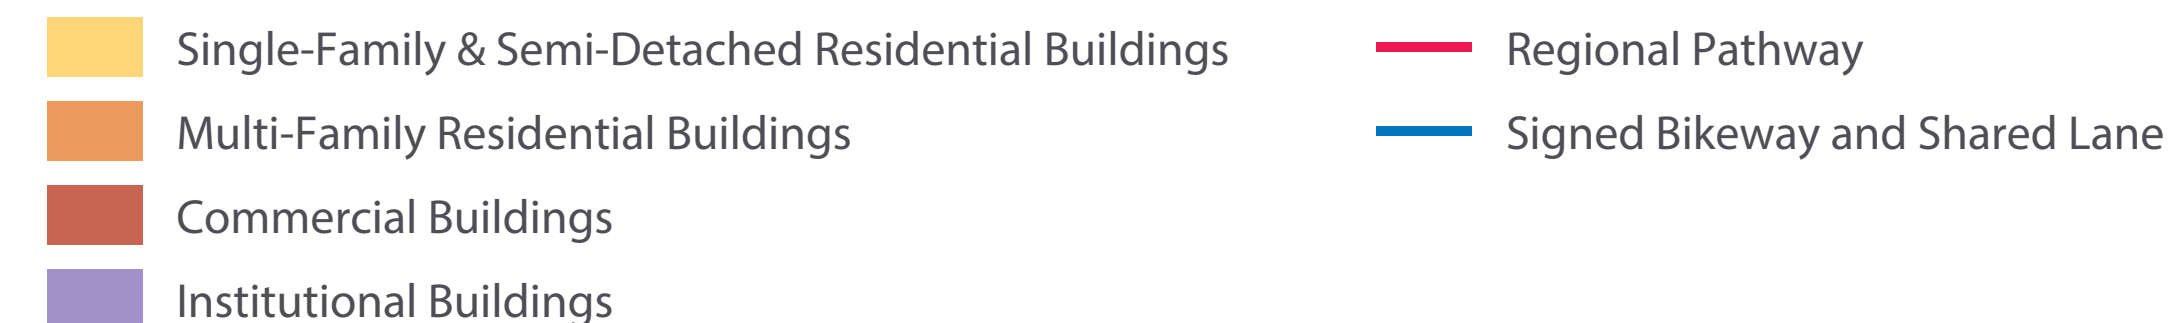 Single-Family & Semi-Detached Residential Buildings
Multi-Family Residential Buildings
Commercial Buildings
Institutional Buildings
Regional Pathway
Signed Bikeway and Shared Lane